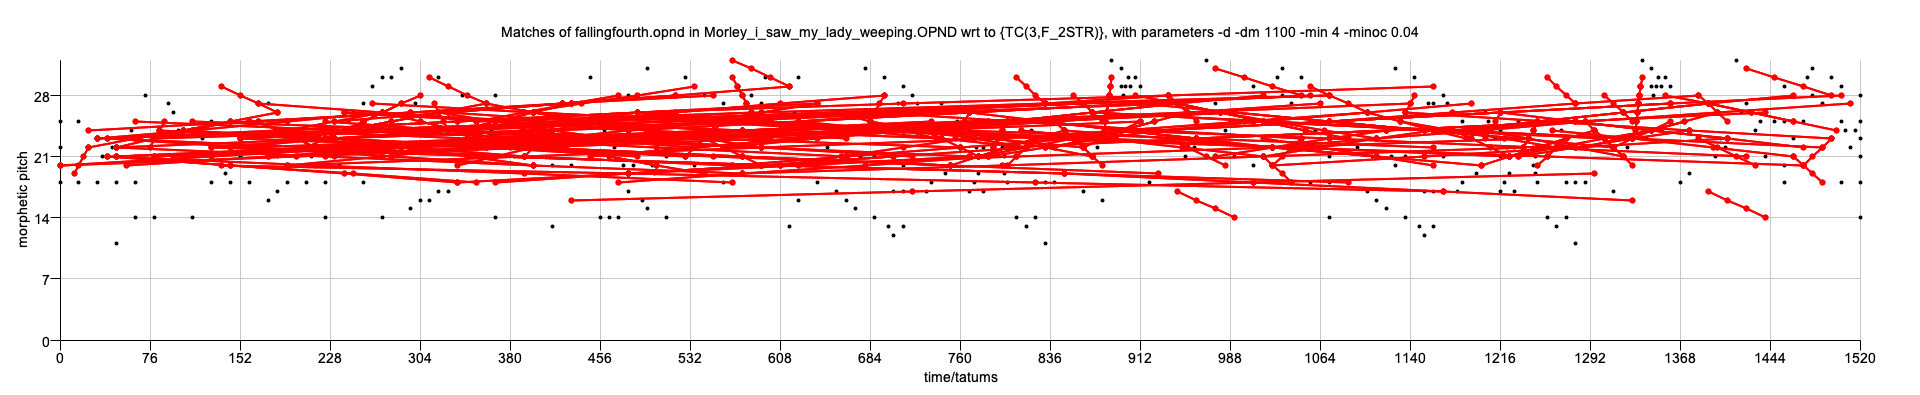 Matches of fallingfourth.opnd in Morley_i_saw_my_lady_weeping.OPND wrt to {TC(3,F_2STR)}, with parameters -d -dm 1100 -min 4 -minoc 0.04
morphetic pitch
28
21
14
7
0
0 76 152 228 304 380 456 532 608 684 760 836 912 988 1064 1140 1216 1292 1368 1444 1520
time/tatums